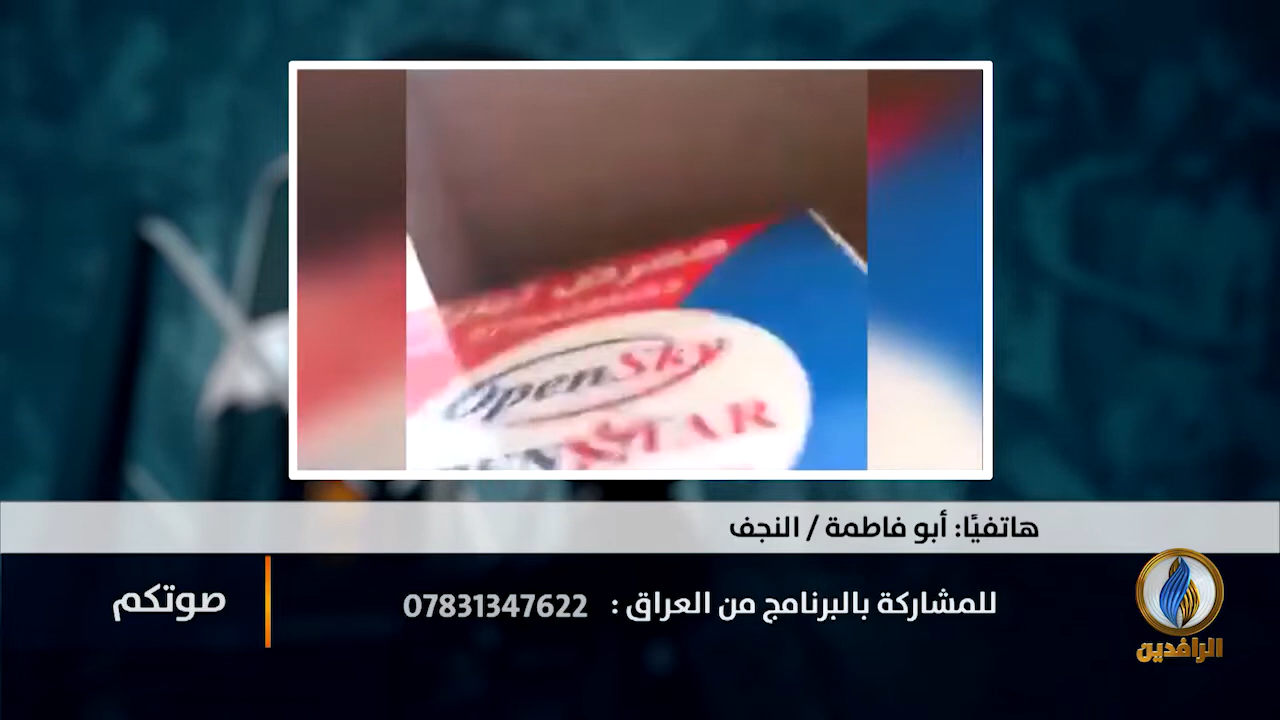 OpenSky
هاتفيًا: أبو فاطمة / النجف
للمشاركة بالبرنامج من العراق : 07831347622
صوتكم
الرافدين